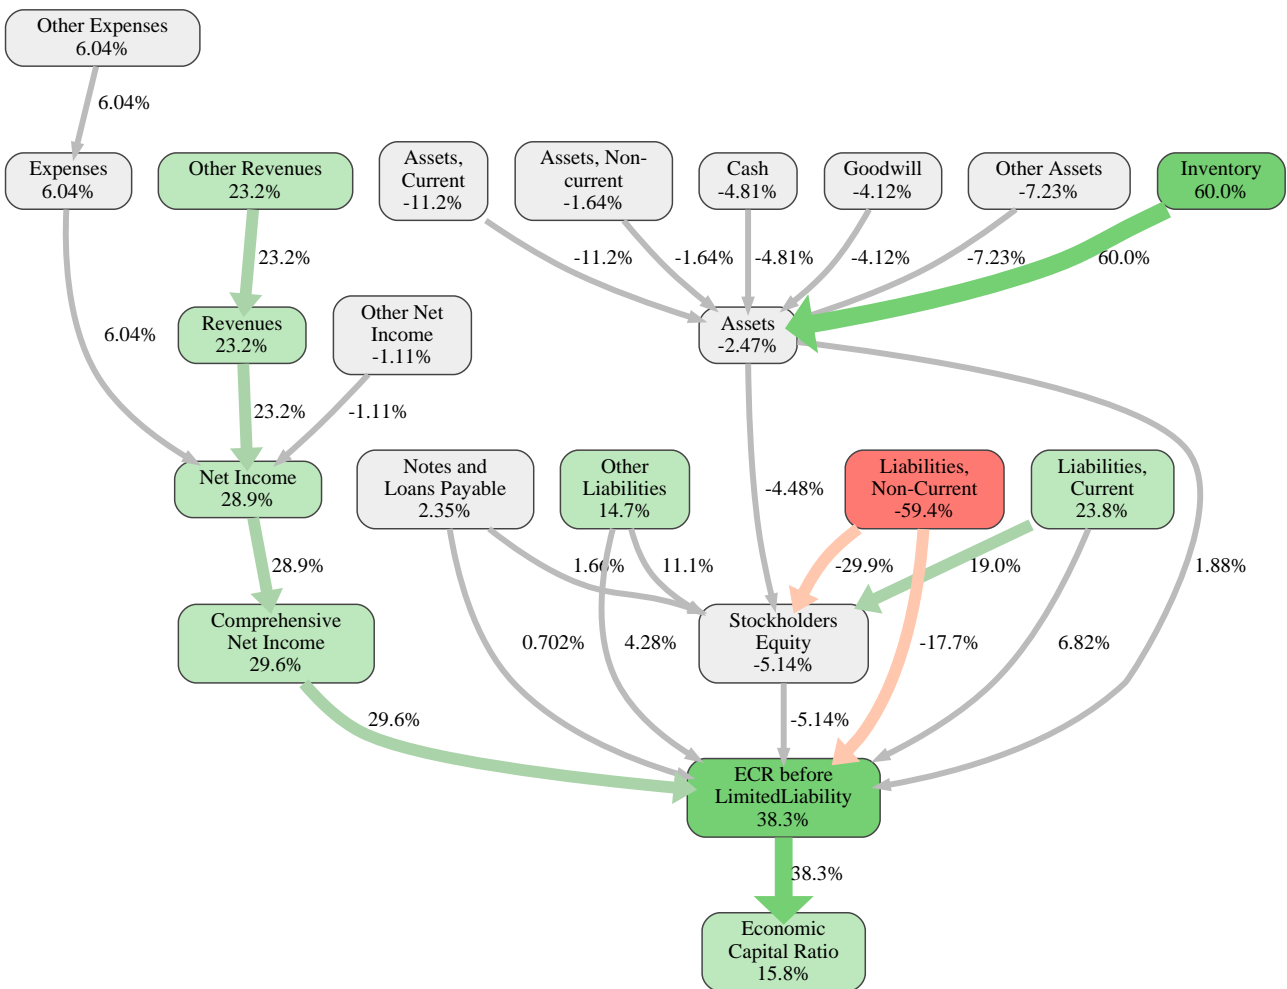 Other Expenses
6.04%
6.04%
Expenses
6.04%
Other Revenues
23.2%
Assets,
Current
-11.2%
Assets, Non-
current
-1.64%
Cash
-4.81%
Goodwill
-4.12%
Other Assets
-7.23%
Inventory
60.0%
23.2%
-11.2%
-1.64%
-4.81%
-4.12%
-7.23%
60.0%
Revenues
23.2%
Other Net
Income
-1.11%
Assets
-2.47%
6.04%
23.2%
-1.11%
Net Income
28.9%
Notes and
Loans Payable
2.35%
Other
Liabilities
14.7%
-4.48%
Liabilities,
Non-Current
-59.4%
Liabilities,
Current
23.8%
28.9%
1.66%
11.1%
-29.9%
19.0%
1.88%
Comprehensive
Net Income
29.6%
0.702%
4.28%
Stockholders
Equity
-5.14%
-17.7%
6.82%
29.6%
-5.14%
ECR before
LimitedLiability
38.3%
38.3%
Economic
Capital Ratio
15.8%